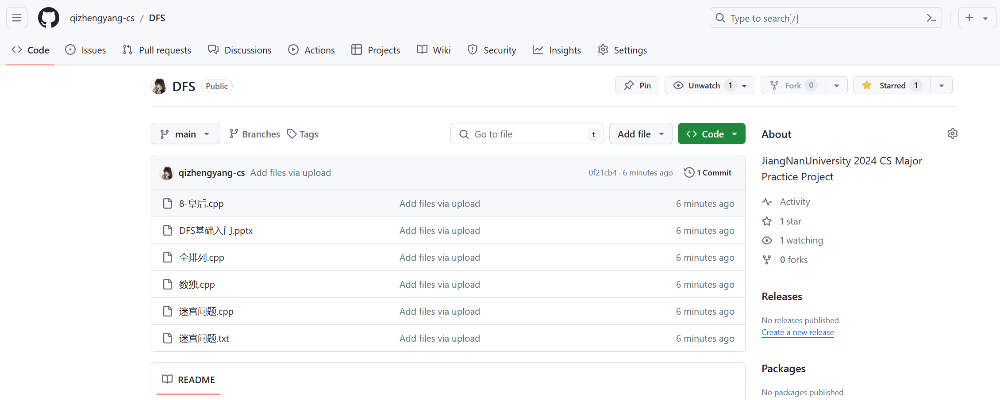 qizhengyang-cs / DFS
Type to search /
Code Issues Pull requests Discussions Actions Projects Wiki Security Insights Settings
DFS Public
Pin Unwatch 1 Fork 0 Starred 1
main Branches Tags
Go to file t Add file Code
qizhengyang-cs Add files via upload 0f21cb4 · 6 minutes ago 1 Commit
8-皇后.cpp Add files via upload 6 minutes ago
DFS基础入门.pptx Add files via upload 6 minutes ago
全排列.cpp Add files via upload 6 minutes ago
数独.cpp Add files via upload 6 minutes ago
迷宫问题.cpp Add files via upload 6 minutes ago
迷宫问题.txt Add files via upload 6 minutes ago
README
About
JiangNanUniversity 2024 CS Major
Practice Project
Activity
1 star
1 watching
0 forks
Releases
No releases published
Create a new release
Packages
No packages published